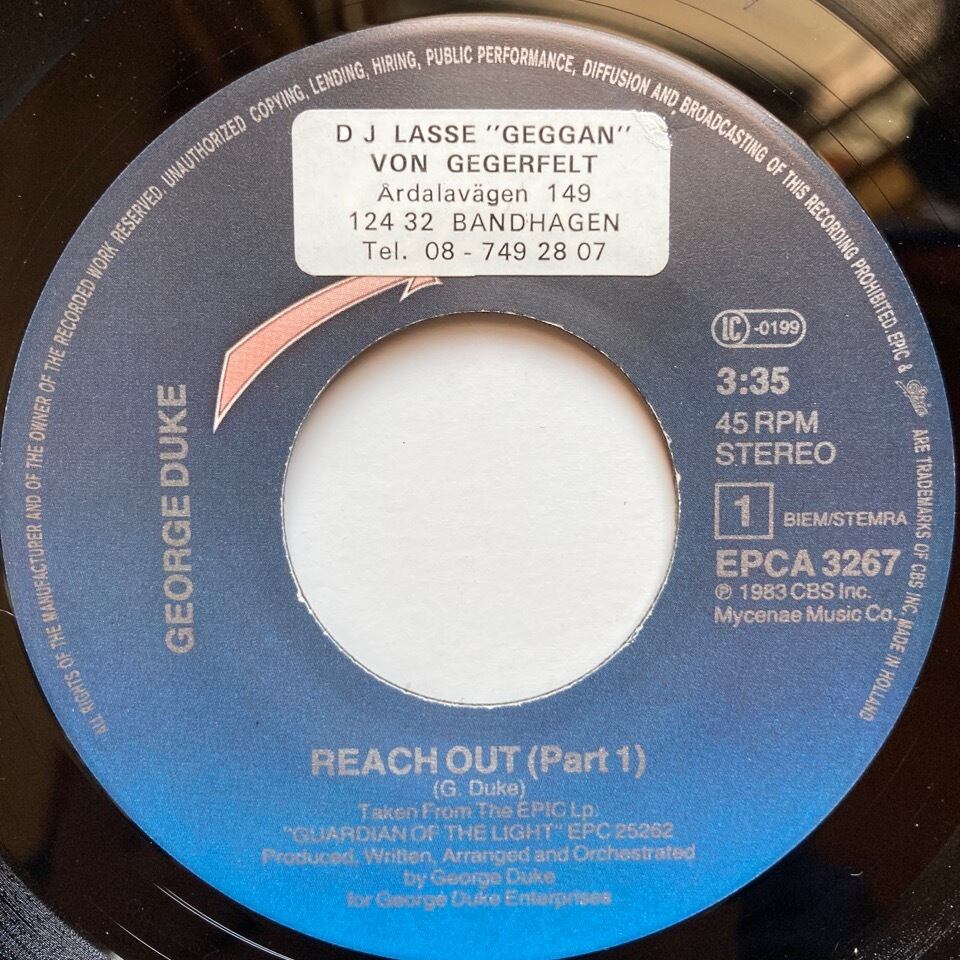 ALL RIGHTS OF THE MANUFACTURER AND OF THE OWNER OF THE RECORDED WORK RESERVED. UNAUTHORIZED COPYING, LENDING, HIRING, PUBLIC PERFORMANCE, DIFFUSION AND BROADCASTING OF THIS RECORDING PROHIBITED. EPIC & Epic ARE TRADEMARKS OF CBS INC. MADE IN HOLLAND
D J LASSE "GEGGAN"
VON GEGERFELT
Årdalavägen 149
124 32 BANDHAGEN
Tel. 08 - 749 28 07
GEORGE DUKE
IC -0199
3:35
45 RPM
STEREO
1 BIEM/STEMRA
EPCA 3267
℗ 1983 CBS Inc.
Mycenae Music Co.
REACH OUT (Part 1)
(G. Duke)
Taken From The EPIC Lp.
"GUARDIAN OF THE LIGHT" EPC 25262
Produced, Written, Arranged and Orchestrated
by George Duke
for George Duke Enterprises